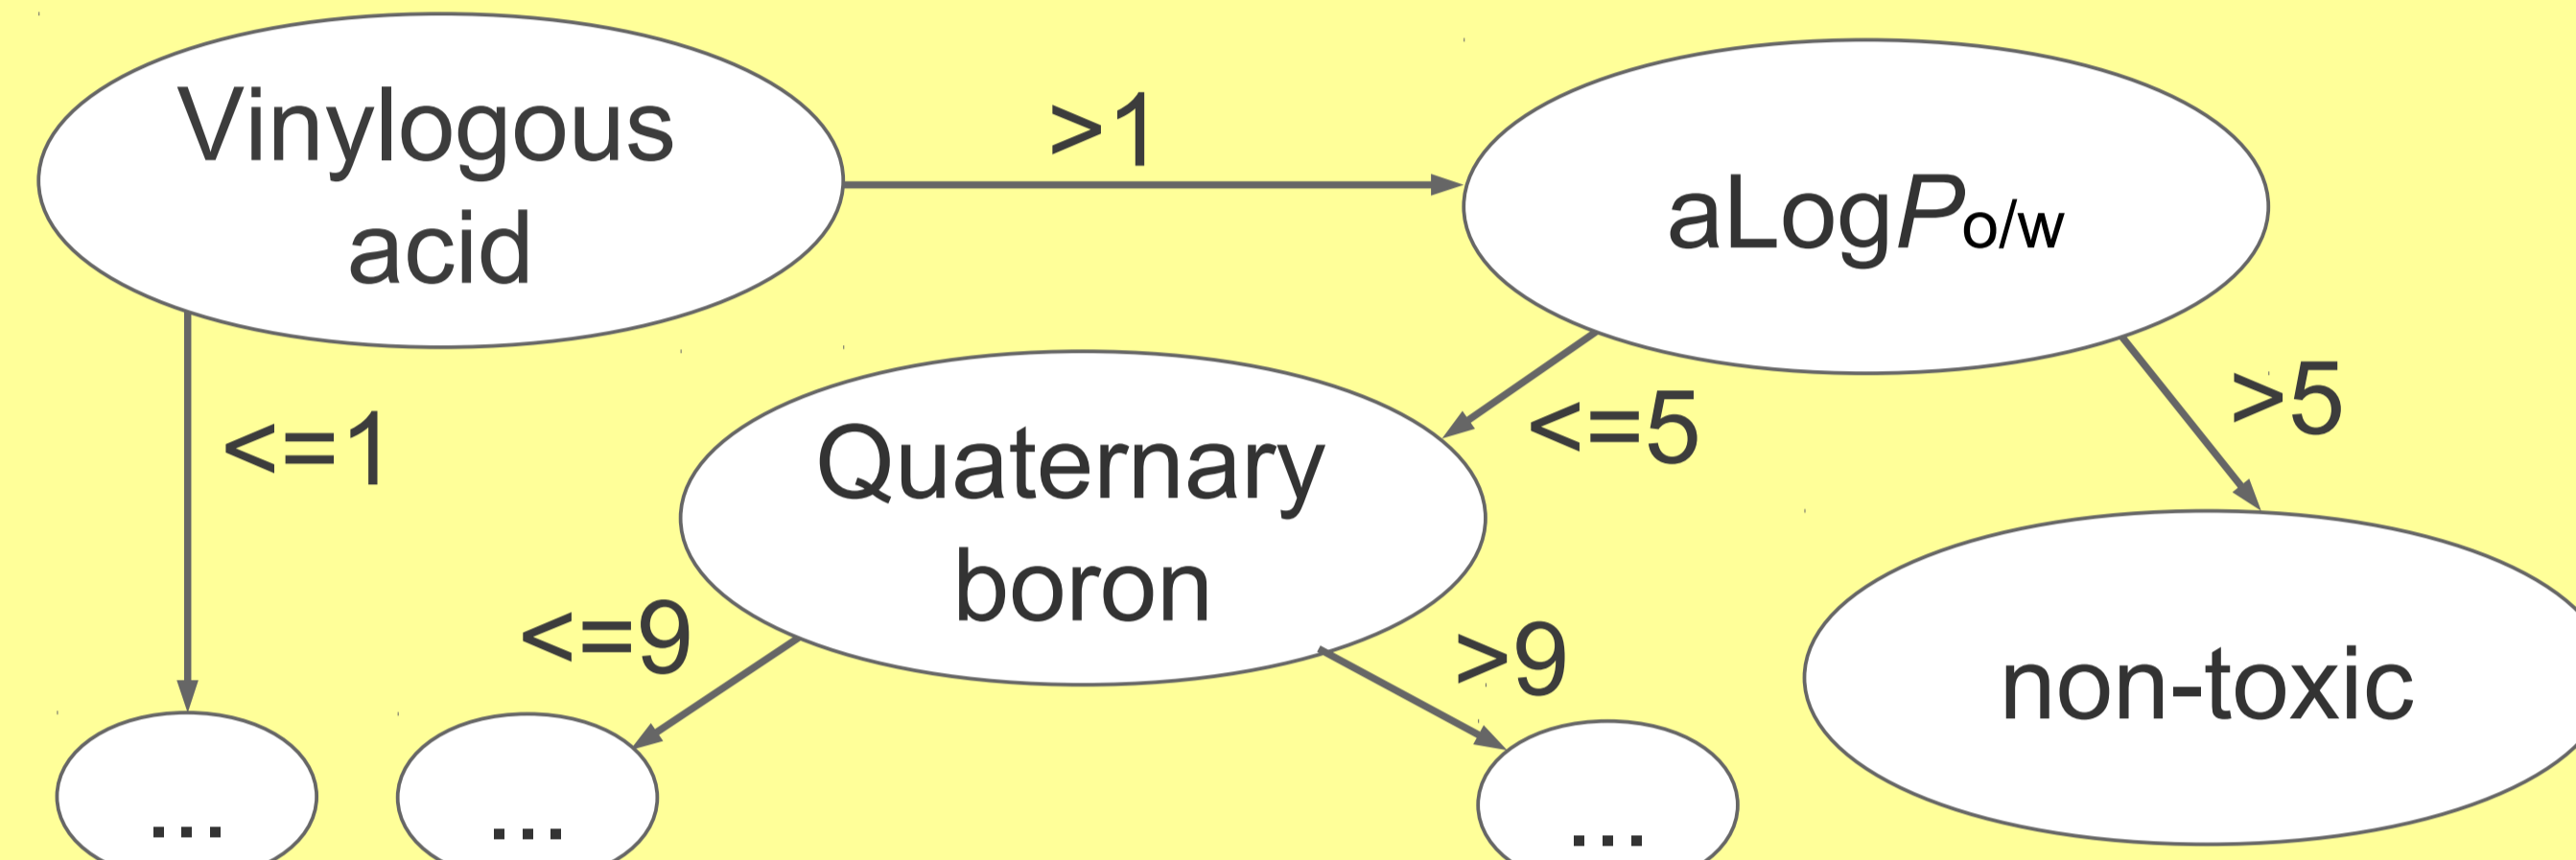 Vinylogous
acid
>1
aLogPo/w
<=1
Quaternary
boron
<=5
>5
<=9
>9
non-toxic
...
...
...